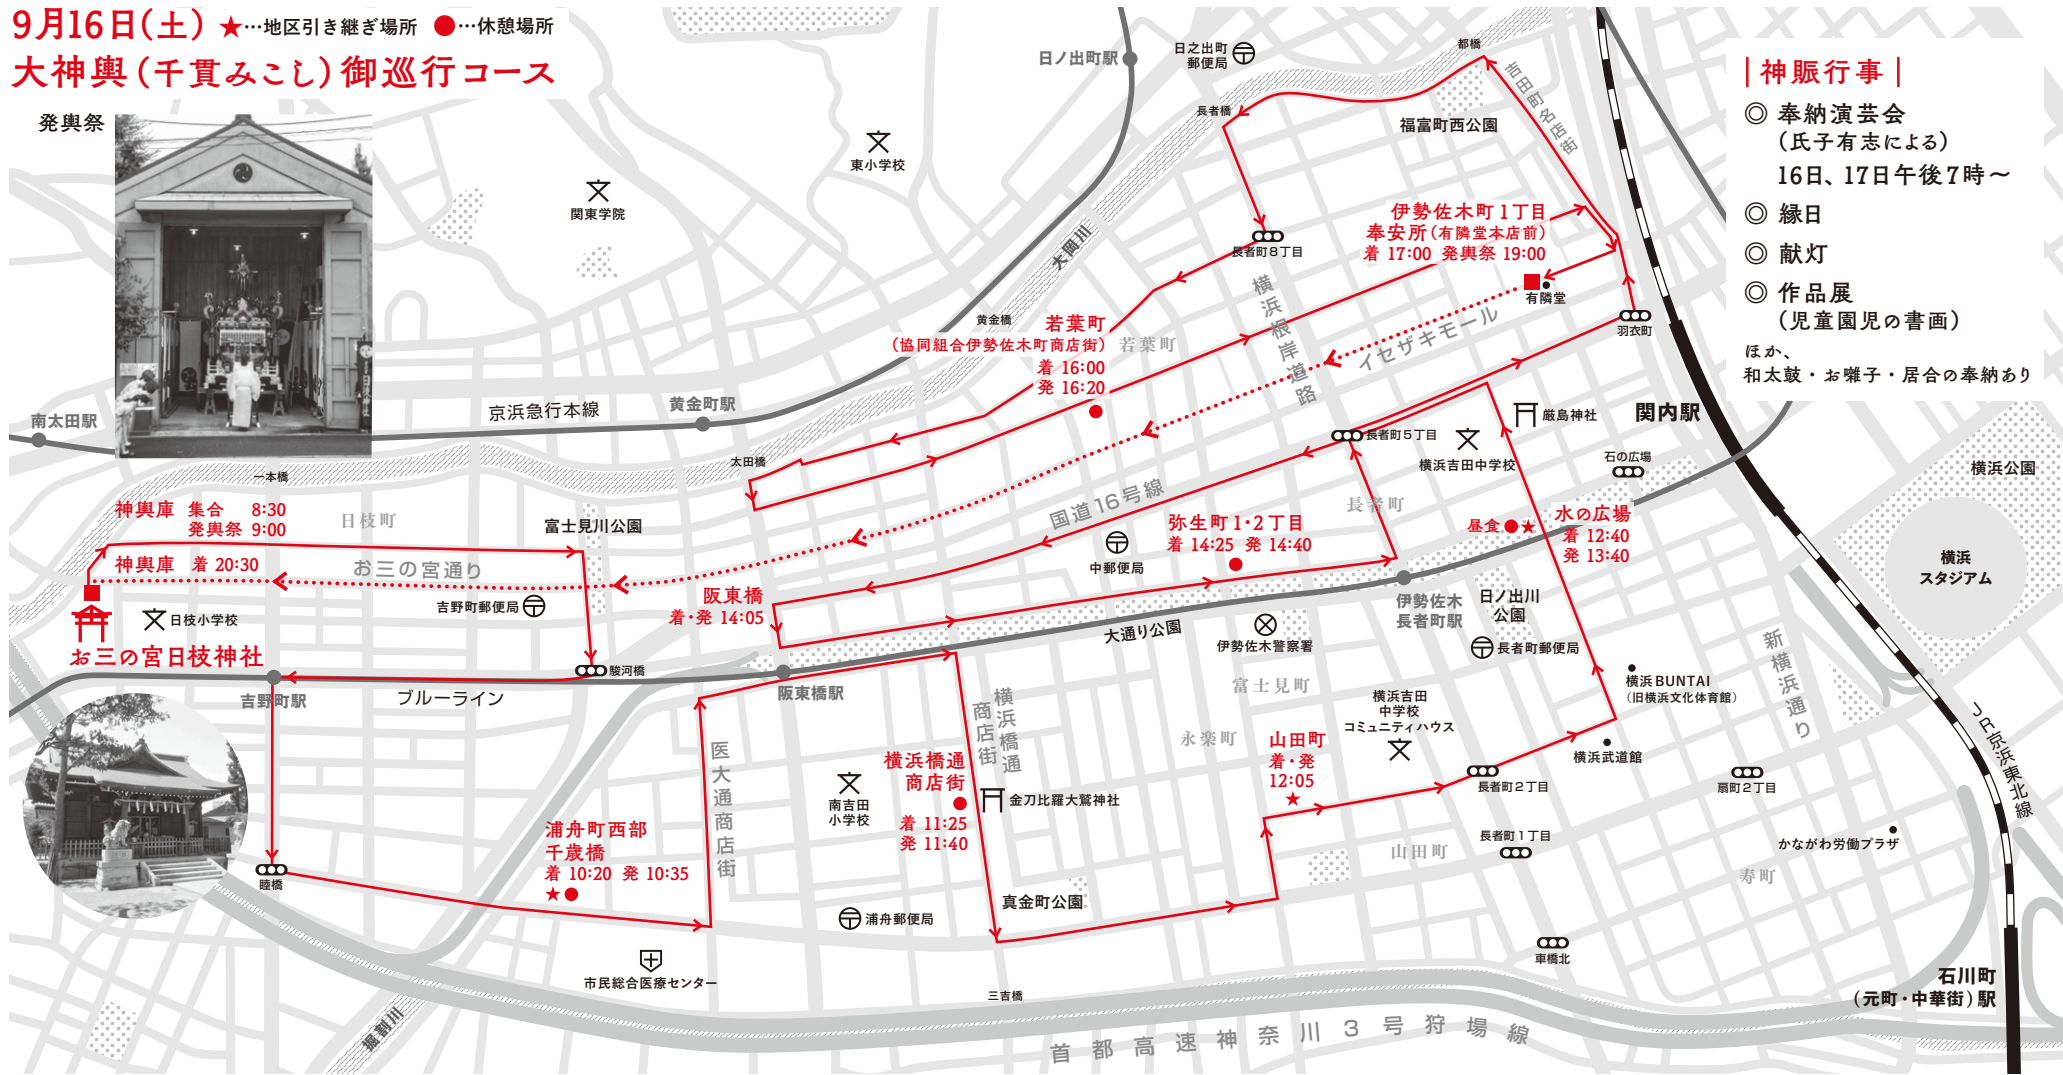 9月16日(土) ★…地区引き継ぎ場所 ●…休憩場所
大神輿(千貫みこし)御巡行コース
発輿祭
|神賑行事|
◎ 奉納演芸会
(氏子有志による)
16日、17日午後7時〜
◎ 縁日
◎ 献灯
◎ 作品展
(児童園児の書画)
ほか、
和太鼓・お囃子・居合の奉納あり
日ノ出町駅
日之出町
郵便局
都橋
長者橋
吉田町名店街
福富町西公園
東小学校
関東学院
大岡川
長者町8丁目
伊勢佐木町1丁目
奉安所(有隣堂本店前)
着 17:00 発輿祭 19:00
有隣堂
羽衣町
横浜根岸道路
イセザキモール
黄金橋
若葉町
(協同組合伊勢佐木町商店街)
着 16:00
発 16:20
若葉町
南太田駅
京浜急行本線
黄金町駅
太田橋
一本橋
関内駅
厳島神社
長者町5丁目
横浜吉田中学校
石の広場
横浜公園
横浜
スタジアム
国道16号線
長者町
神輿庫 集合 8:30
発輿祭 9:00
日枝町
富士見川公園
神輿庫 着 20:30
お三の宮通り
日枝小学校
吉野町郵便局
お三の宮日枝神社
弥生町1・2丁目
着 14:25 発 14:40
中郵便局
昼食
水の広場
着 12:40
発 13:40
阪東橋
着・発 14:05
大通り公園
伊勢佐木
長者町駅
日ノ出川
公園
伊勢佐木警察署
長者町郵便局
駿河橋
吉野町駅
ブルーライン
阪東橋駅
富士見町
横浜BUNTAI
(旧横浜文化体育館)
新横浜通り
横浜吉田
中学校
コミュニティハウス
横浜武道館
JR京浜東北線
医大通商店街
横浜橋通
商店街
横浜橋通
商店街
着 11:25
発 11:40
金刀比羅大鷲神社
永楽町
山田町
着・発
12:05
長者町2丁目
扇町2丁目
南吉田
小学校
浦舟町西部
千歳橋
着 10:20 発 10:35
睦橋
長者町1丁目
山田町
かながわ労働プラザ
寿町
真金町公園
浦舟郵便局
市民総合医療センター
三吉橋
車橋北
石川町
(元町・中華街)駅
掘割川
首都高速神奈川3号狩場線